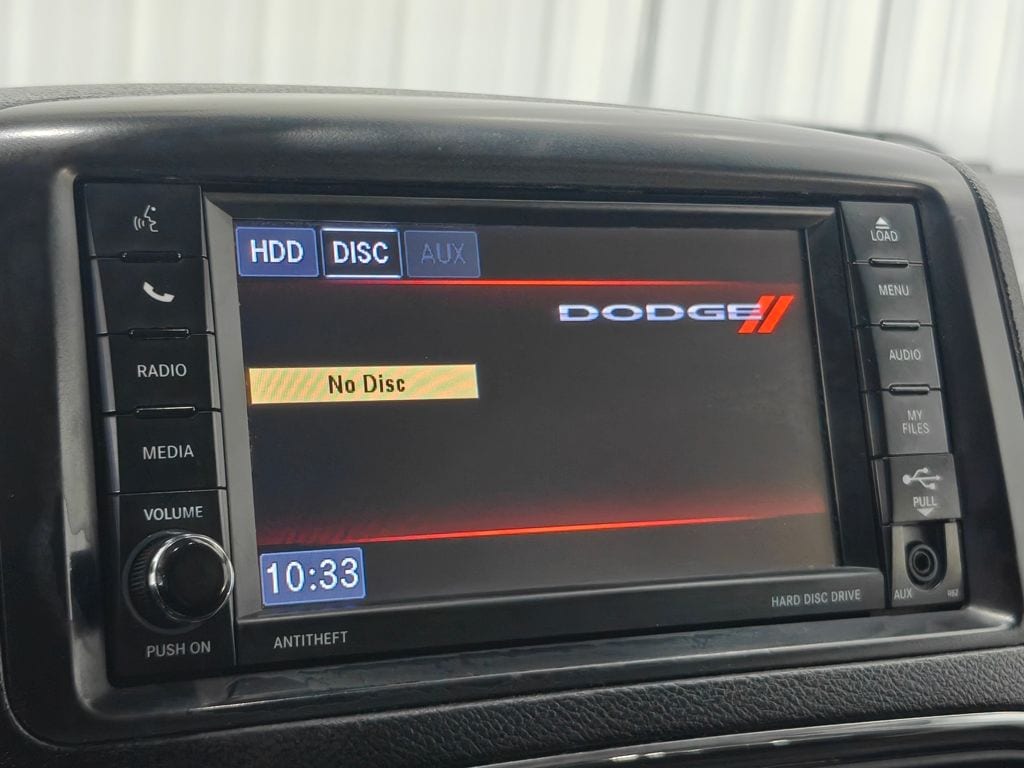 HDD DISC AUX
DODGE
No Disc
10:33
RADIO
MEDIA
VOLUME
PUSH ON
ANTITHEFT
HARD DISC DRIVE
LOAD
MENU
AUDIO
MY
FILES
PULL
AUX
RBZ